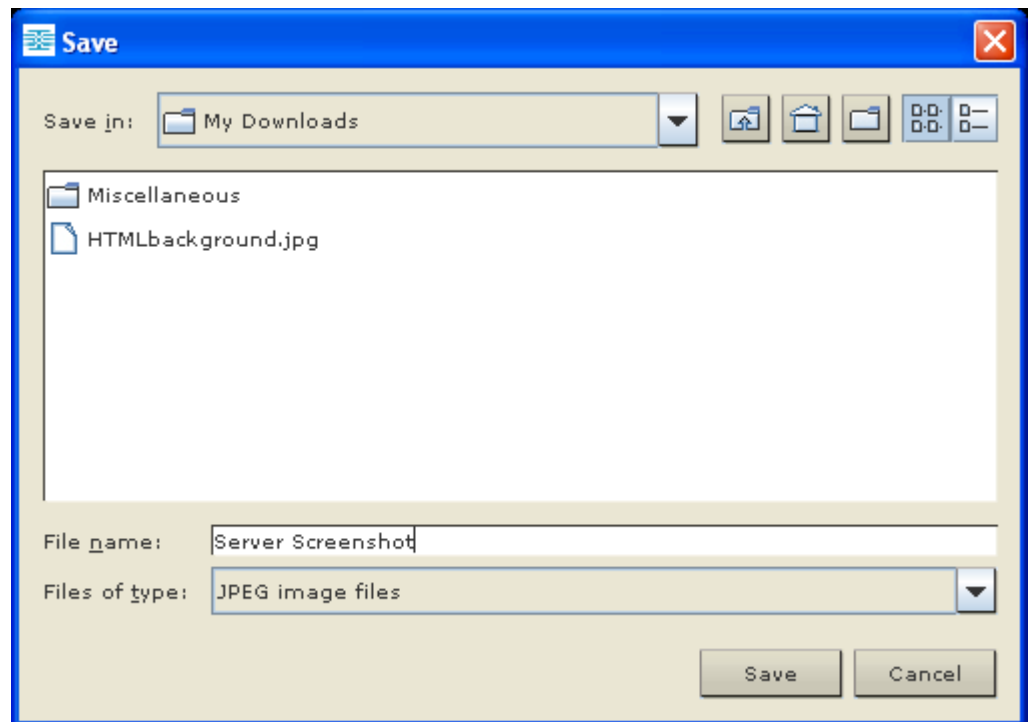 Save
Save in: My Downloads
Miscellaneous
HTMLbackground.jpg
File name: Server Screenshot
Files of type: JPEG image files
Save Cancel